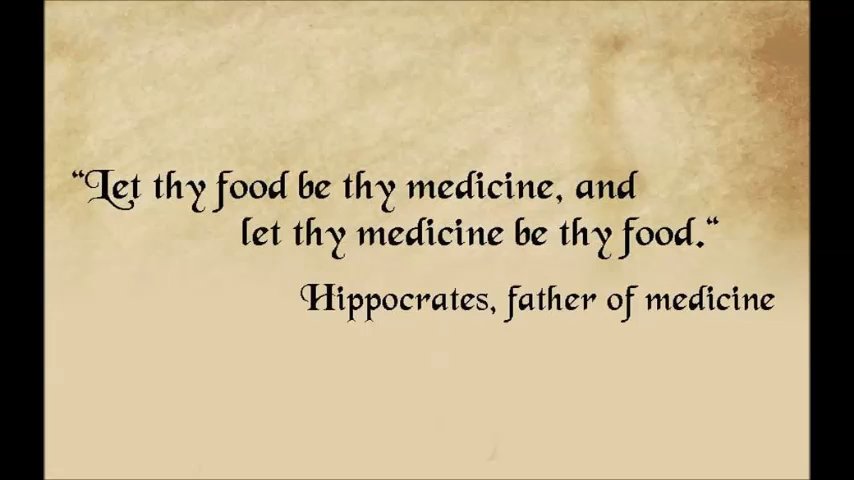 “Let thy food be thy medicine, and
let thy medicine be thy food.“
Hippocrates, father of medicine